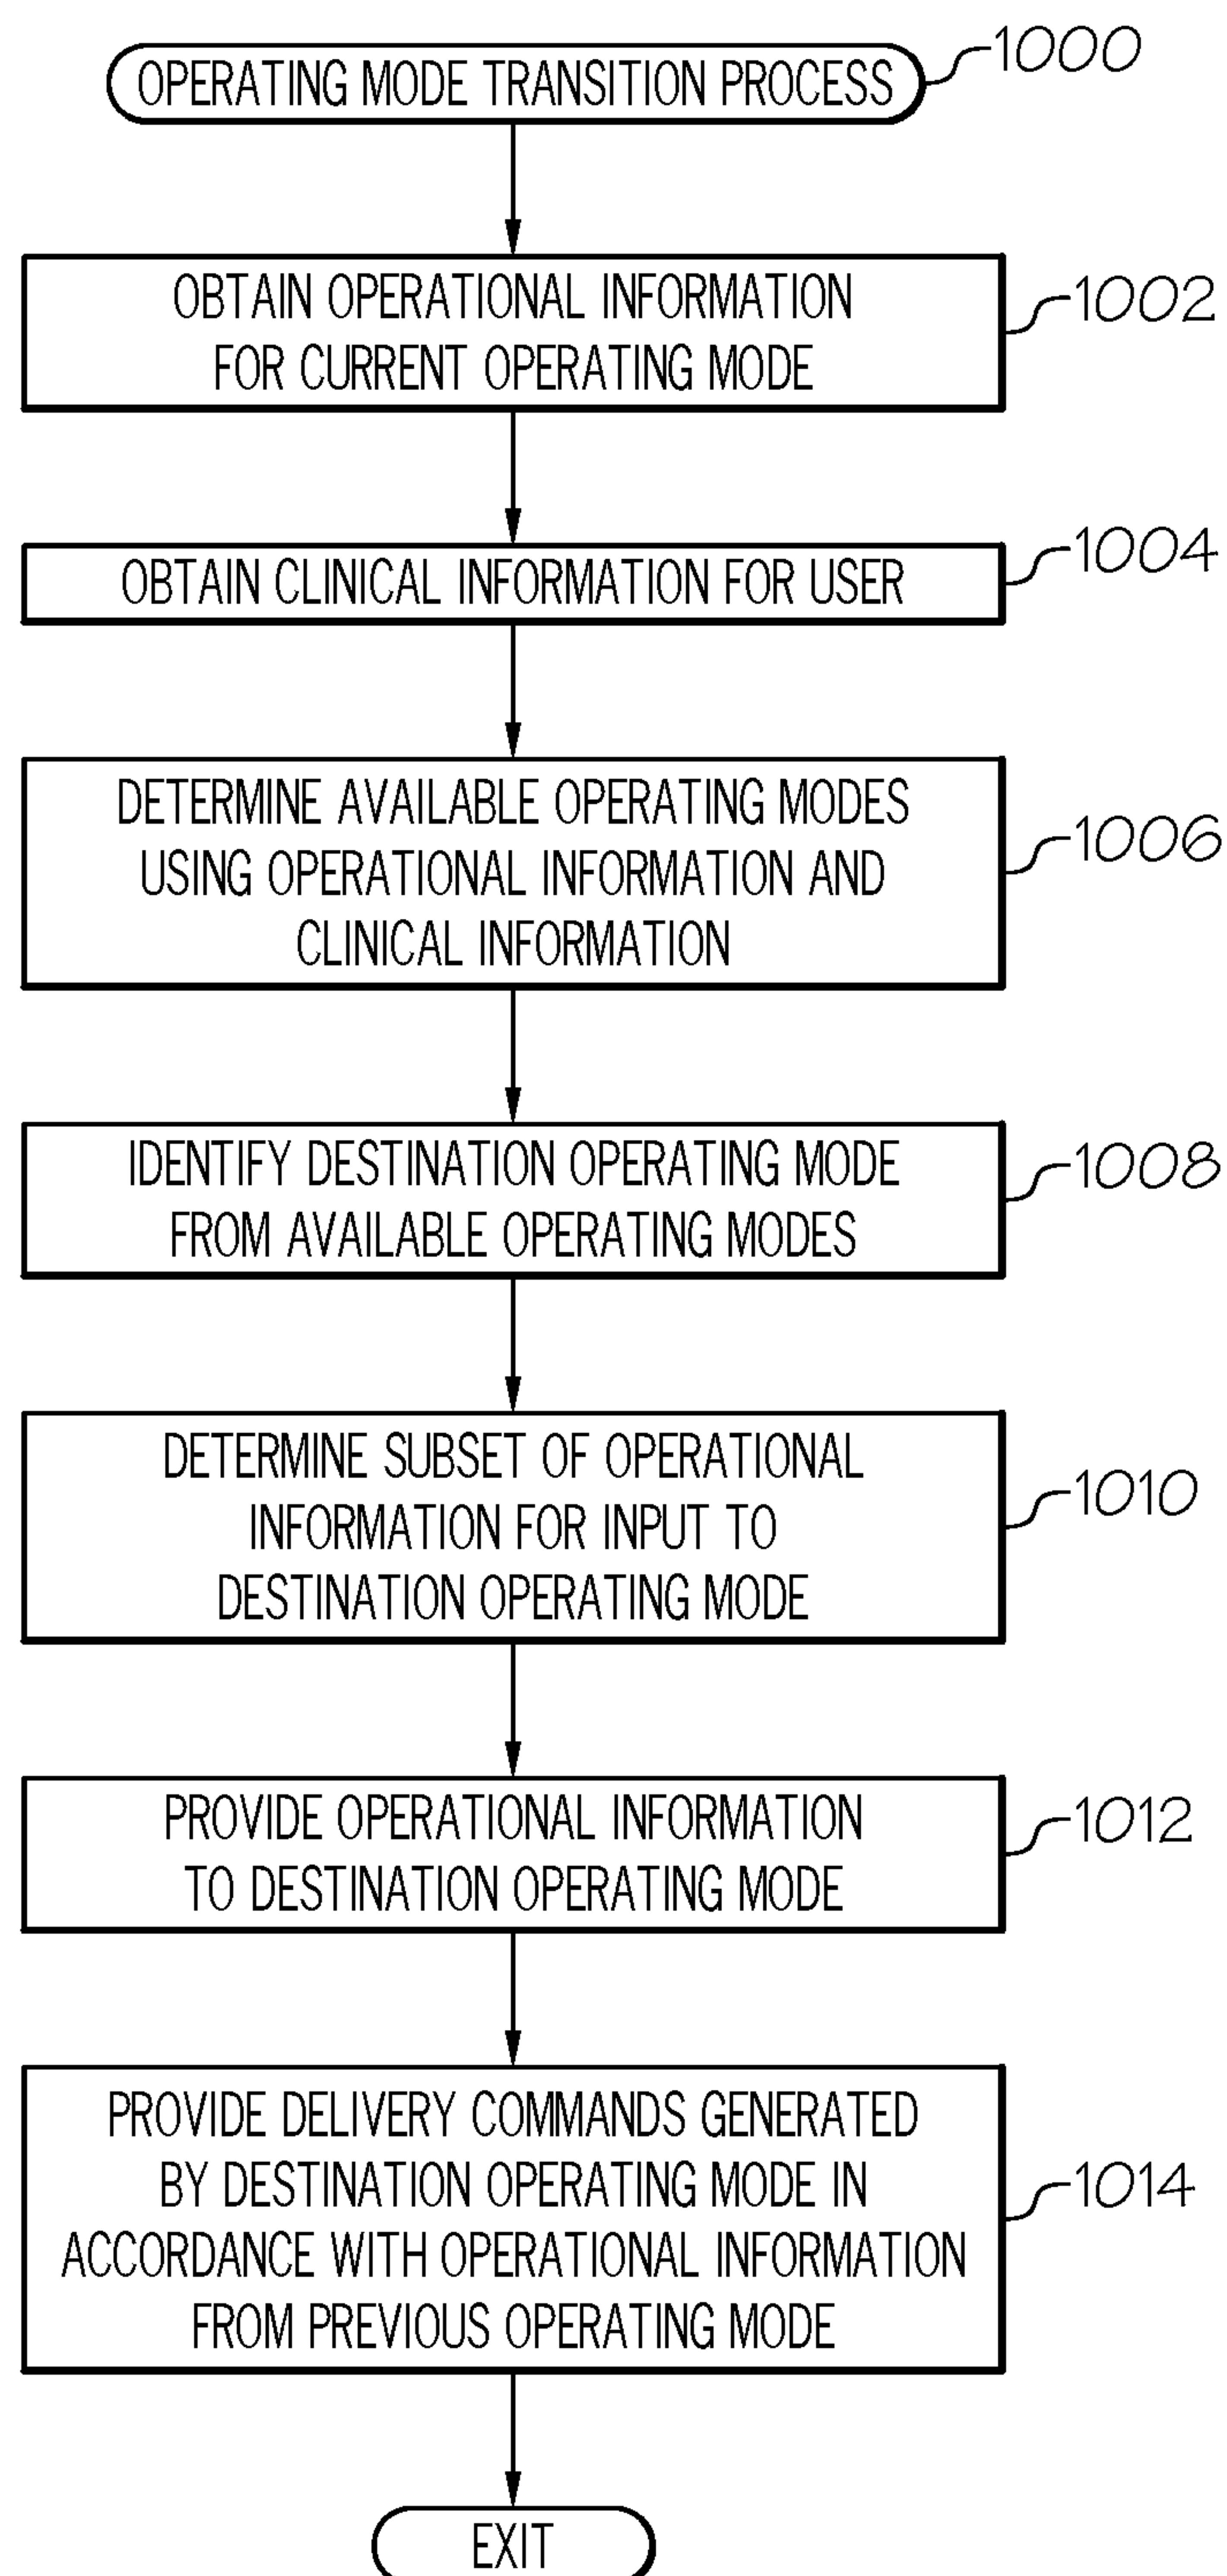 OPERATING MODE TRANSITION PROCESS
1000
OBTAIN OPERATIONAL INFORMATION
FOR CURRENT OPERATING MODE
1002
OBTAIN CLINICAL INFORMATION FOR USER
1004
DETERMINE AVAILABLE OPERATING MODES
USING OPERATIONAL INFORMATION AND
CLINICAL INFORMATION
1006
IDENTIFY DESTINATION OPERATING MODE
FROM AVAILABLE OPERATING MODES
1008
DETERMINE SUBSET OF OPERATIONAL
INFORMATION FOR INPUT TO
DESTINATION OPERATING MODE
1010
PROVIDE OPERATIONAL INFORMATION
TO DESTINATION OPERATING MODE
1012
PROVIDE DELIVERY COMMANDS GENERATED
BY DESTINATION OPERATING MODE IN
ACCORDANCE WITH OPERATIONAL INFORMATION
FROM PREVIOUS OPERATING MODE
1014
EXIT